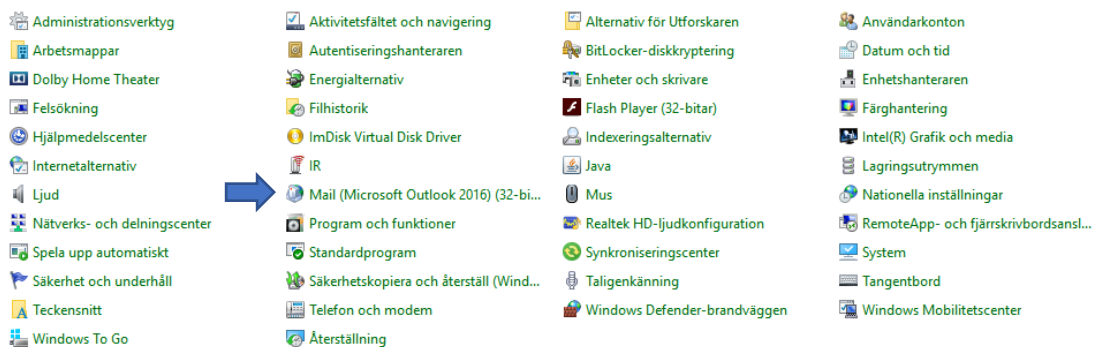 Administrationsverktyg
Aktivitetsfältet och navigering
Alternativ för Utforskaren
Användarkonton
Arbetsmappar
Autentiseringshanteraren
BitLocker-diskkryptering
Datum och tid
Dolby Home Theater
Energialternativ
Enheter och skrivare
Enhetshanteraren
Felsökning
Filhistorik
Flash Player (32-bitar)
Färghantering
Hjälpmedelscenter
ImDisk Virtual Disk Driver
Indexeringsalternativ
Intel(R) Grafik och media
Internetalternativ
IR
Java
Lagringsutrymmen
Ljud
Mail (Microsoft Outlook 2016) (32-bi...
Mus
Nationella inställningar
Nätverks- och delningscenter
Program och funktioner
Realtek HD-ljudkonfiguration
RemoteApp- och fjärrskrivbordsansl...
Spela upp automatiskt
Standardprogram
Synkroniseringscenter
System
Säkerhet och underhåll
Säkerhetskopiera och återställ (Wind...
Taligenkänning
Tangentbord
Teckensnitt
Telefon och modem
Windows Defender-brandväggen
Windows Mobilitetscenter
Windows To Go
Återställning